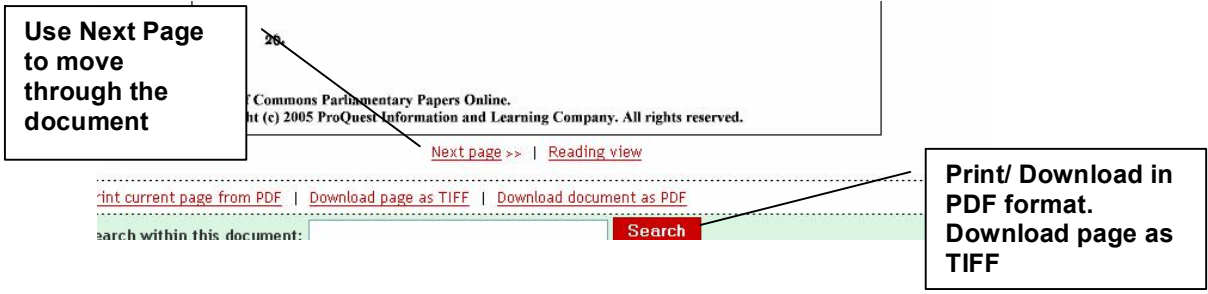 Use Next Page
to move
through the
document
20.
Commons Parliamentary Papers Online.
(c) 2005 ProQuest Information and Learning Company. All rights reserved.
Next page >> | Reading view
rint current page from PDF | Download page as TIFF | Download document as PDF
earch within this document: Search
Print/ Download in
PDF format.
Download page as
TIFF